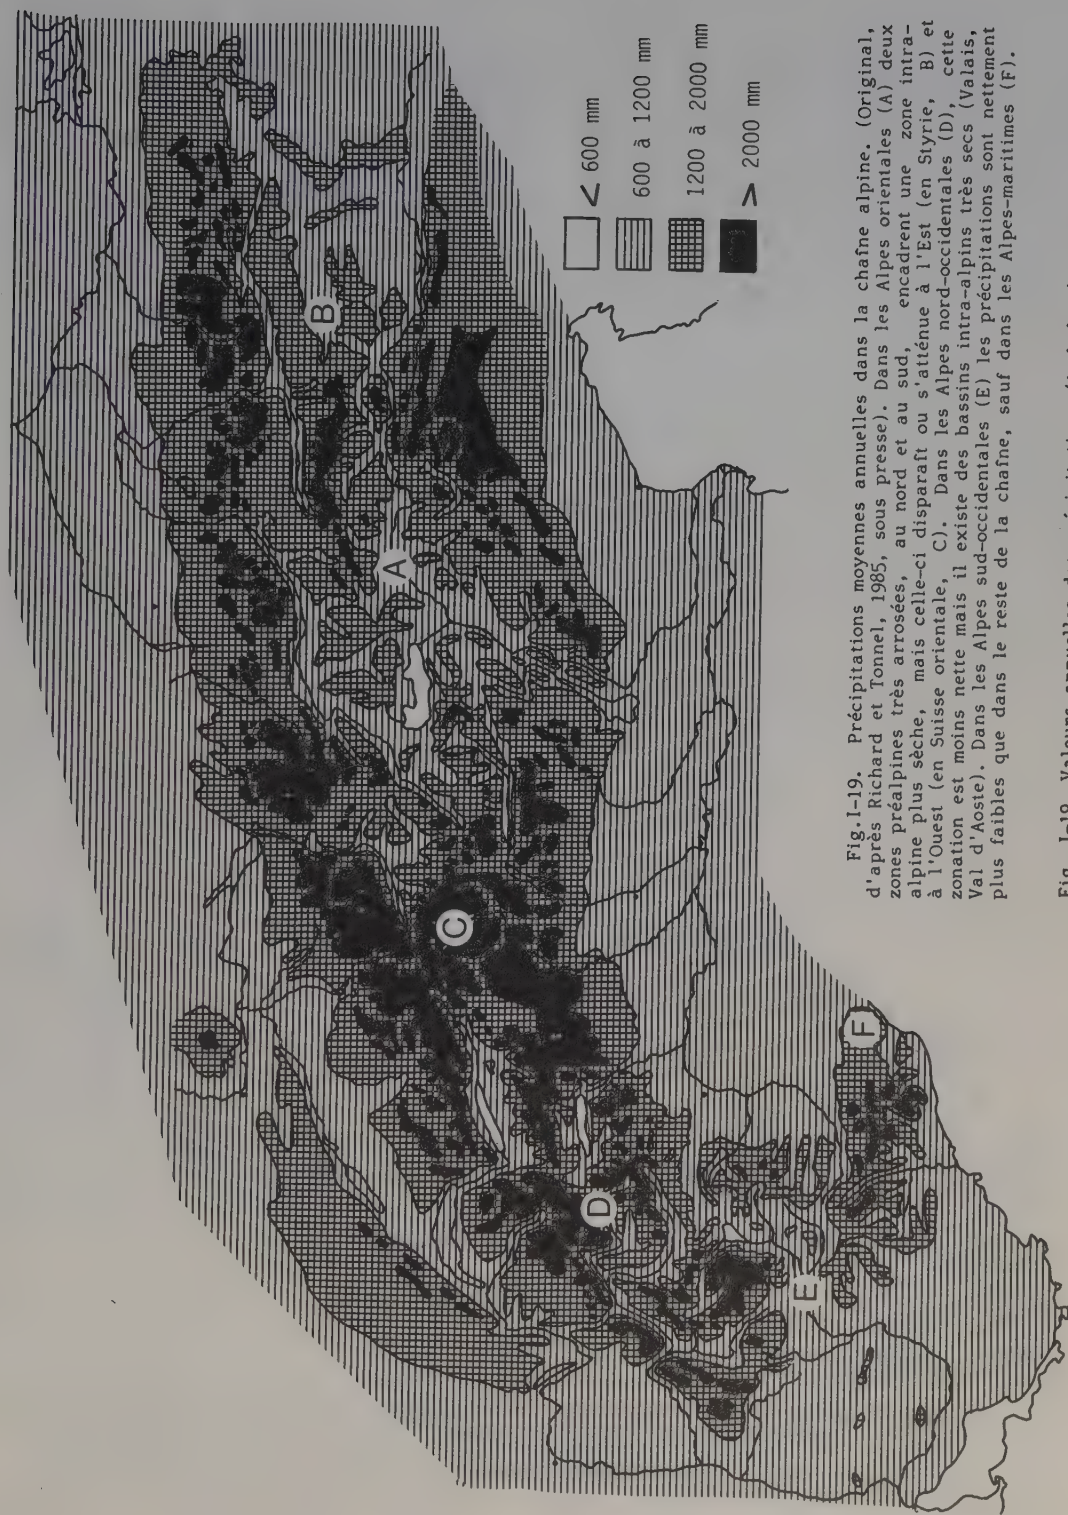 A
B
C
D
E
F
< 600 mm
600 à 1200 mm
1200 à 2000 mm
> 2000 mm
Fig.I-19. Précipitations moyennes annuelles dans la chaîne alpine. (Original,
d'après Richard et Tonnel, 1985, sous presse). Dans les Alpes orientales (A) deux
zones préalpines très arrosées, au nord et au sud, encadrent une zone intra-
alpine plus sèche, mais celle-ci disparaît ou s'atténue à l'Est (en Styrie, B) et
à l'Ouest (en Suisse orientale, C). Dans les Alpes nord-occidentales (D), cette
zonation est moins nette mais il existe des bassins intra-alpins très secs (Valais,
Val d'Aoste). Dans les Alpes sud-occidentales (E) les précipitations sont nettement
plus faibles que dans le reste de la chaîne, sauf dans les Alpes-maritimes (F).
Fig. I-19 Valeurs